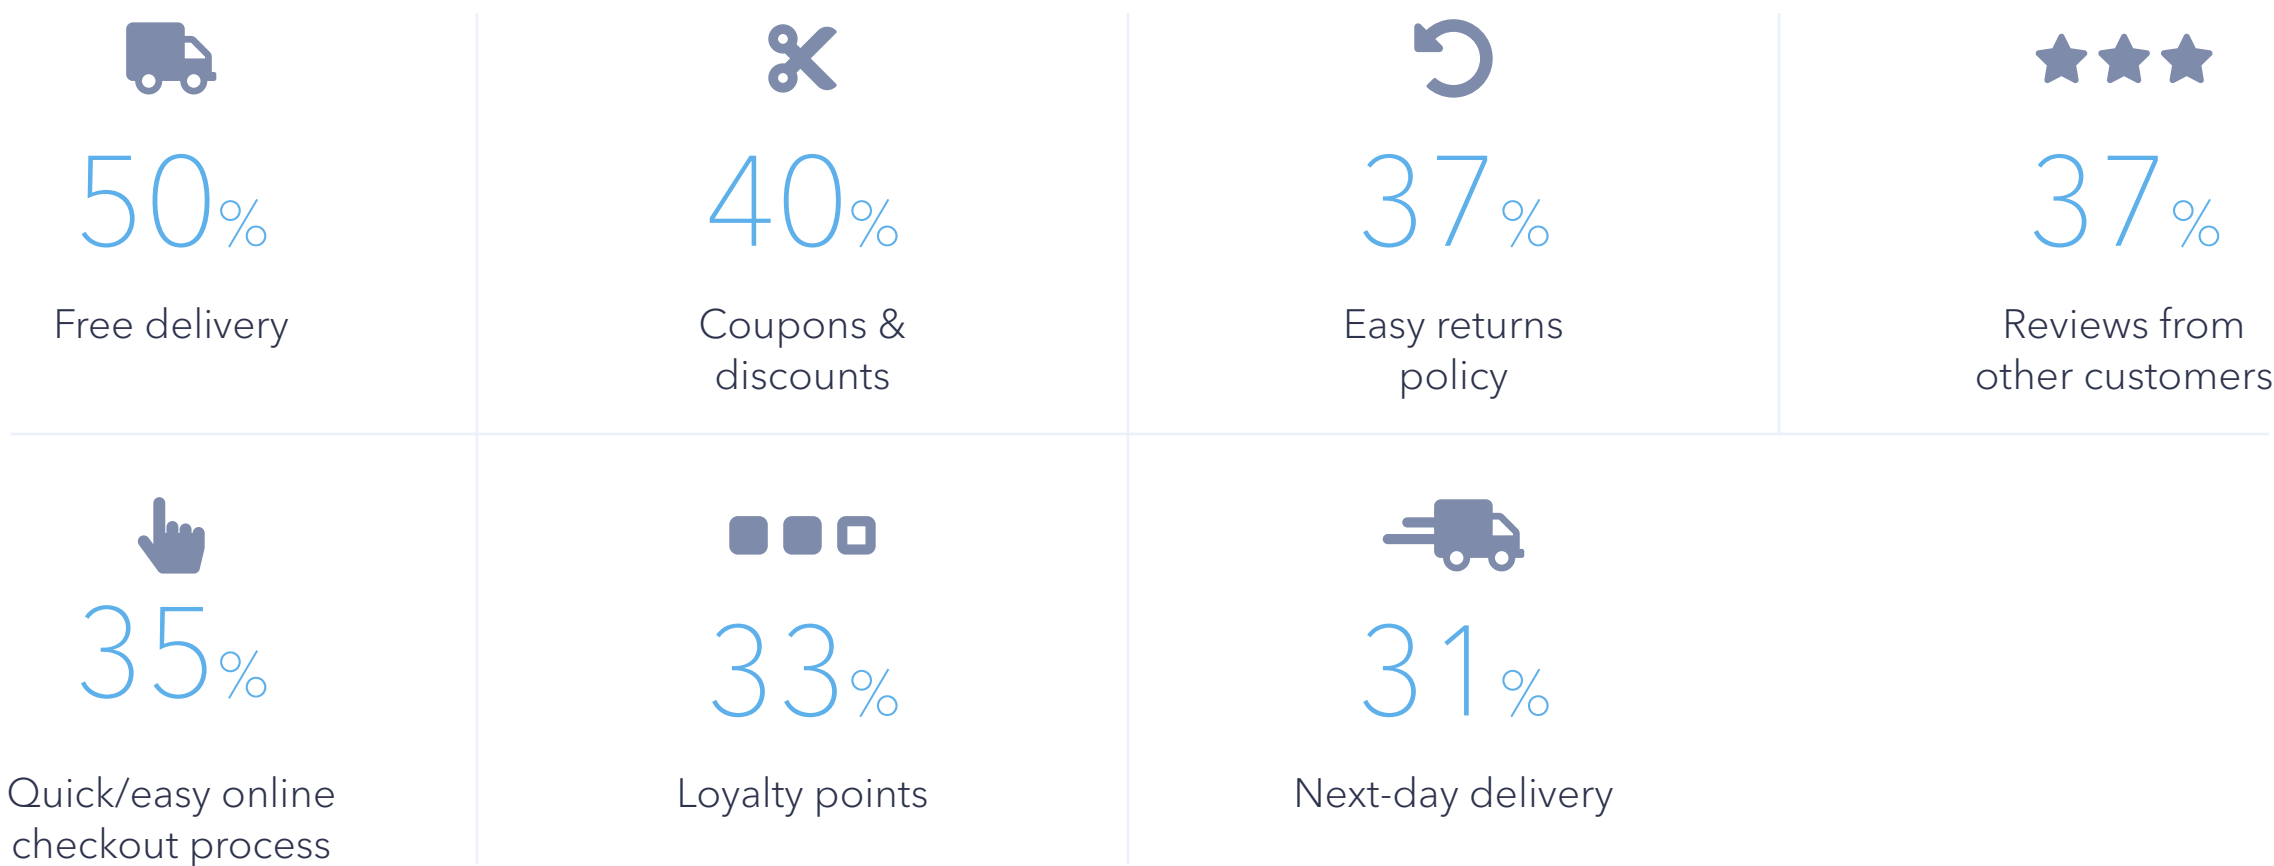 50%
Free delivery
40%
Coupons &
discounts
37%
Easy returns
policy
37%
Reviews from
other customers
35%
Quick/easy online
checkout process
33%
Loyalty points
31%
Next-day delivery